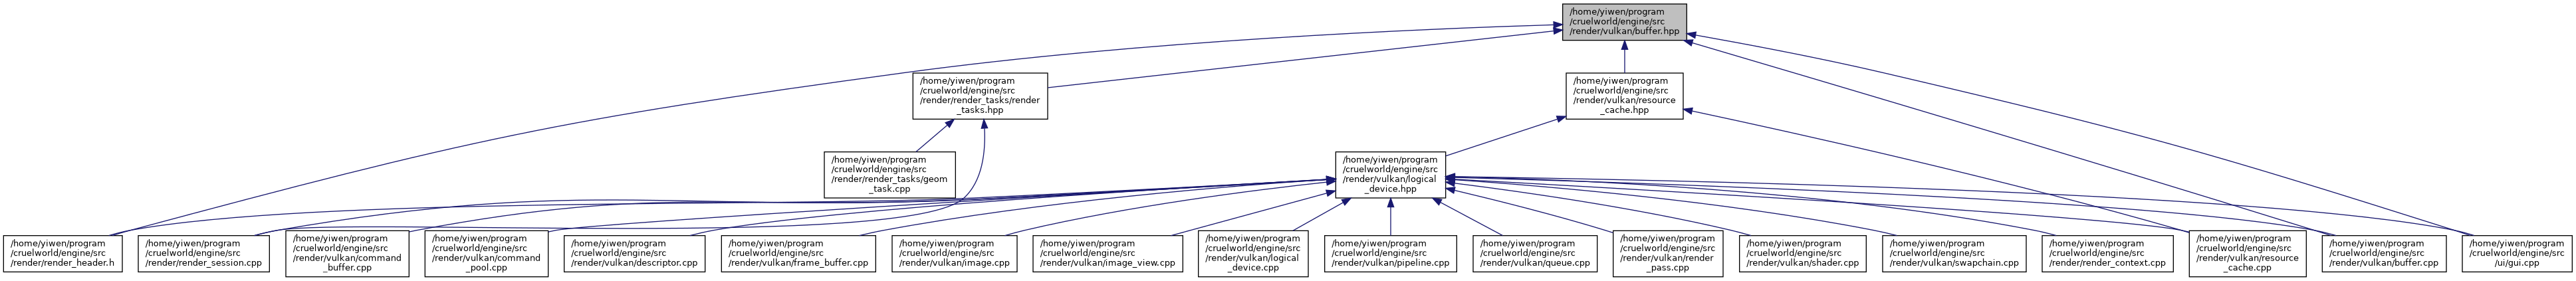 /home/yiwen/program
/cruelworld/engine/src
/render/vulkan/buffer.hpp
/home/yiwen/program
/cruelworld/engine/src
/render/render_tasks/render
_tasks.hpp
/home/yiwen/program
/cruelworld/engine/src
/render/vulkan/resource
_cache.hpp
/home/yiwen/program
/cruelworld/engine/src
/render/render_tasks/geom
_task.cpp
/home/yiwen/program
/cruelworld/engine/src
/render/vulkan/logical
_device.hpp
/home/yiwen/program
/cruelworld/engine/src
/render/render_header.h
/home/yiwen/program
/cruelworld/engine/src
/render/render_session.cpp
/home/yiwen/program
/cruelworld/engine/src
/render/vulkan/command
_buffer.cpp
/home/yiwen/program
/cruelworld/engine/src
/render/vulkan/command
_pool.cpp
/home/yiwen/program
/cruelworld/engine/src
/render/vulkan/descriptor.cpp
/home/yiwen/program
/cruelworld/engine/src
/render/vulkan/frame_buffer.cpp
/home/yiwen/program
/cruelworld/engine/src
/render/vulkan/image.cpp
/home/yiwen/program
/cruelworld/engine/src
/render/vulkan/image_view.cpp
/home/yiwen/program
/cruelworld/engine/src
/render/vulkan/logical
_device.cpp
/home/yiwen/program
/cruelworld/engine/src
/render/vulkan/pipeline.cpp
/home/yiwen/program
/cruelworld/engine/src
/render/vulkan/queue.cpp
/home/yiwen/program
/cruelworld/engine/src
/render/vulkan/render
_pass.cpp
/home/yiwen/program
/cruelworld/engine/src
/render/vulkan/shader.cpp
/home/yiwen/program
/cruelworld/engine/src
/render/vulkan/swapchain.cpp
/home/yiwen/program
/cruelworld/engine/src
/render/render_context.cpp
/home/yiwen/program
/cruelworld/engine/src
/render/vulkan/resource
_cache.cpp
/home/yiwen/program
/cruelworld/engine/src
/render/vulkan/buffer.cpp
/home/yiwen/program
/cruelworld/engine/src
/ui/gui.cpp